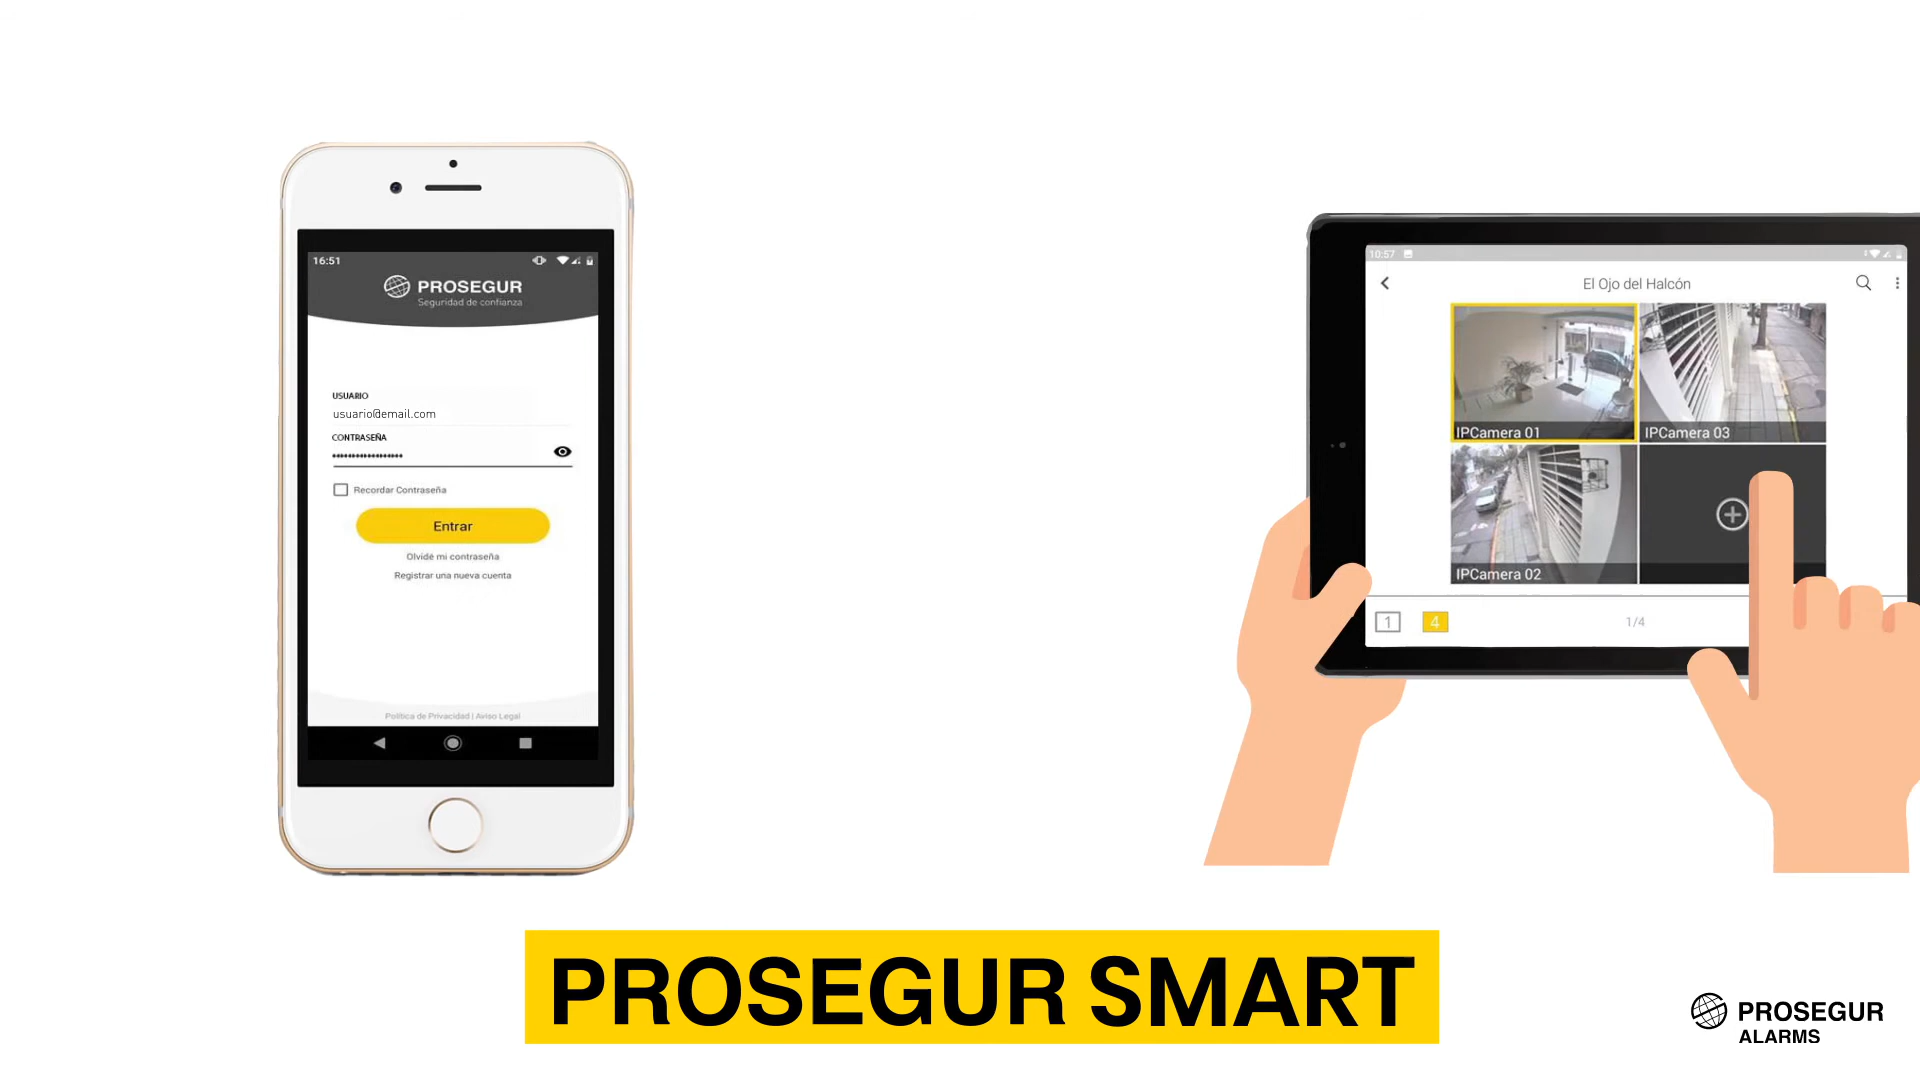 16:51
PROSEGUR
Seguridad de confianza
USUARIO
usuario@email.com
CONTRASEÑA
Recordar Contraseña
Entrar
Olvidé mi contraseña
Registrar una nueva cuenta
Política de Privacidad | Aviso Legal
10:57
El Ojo del Halcón
IPCamera 01
IPCamera 03
IPCamera 02
1
4
1/4
PROSEGUR SMART
PROSEGUR
ALARMS